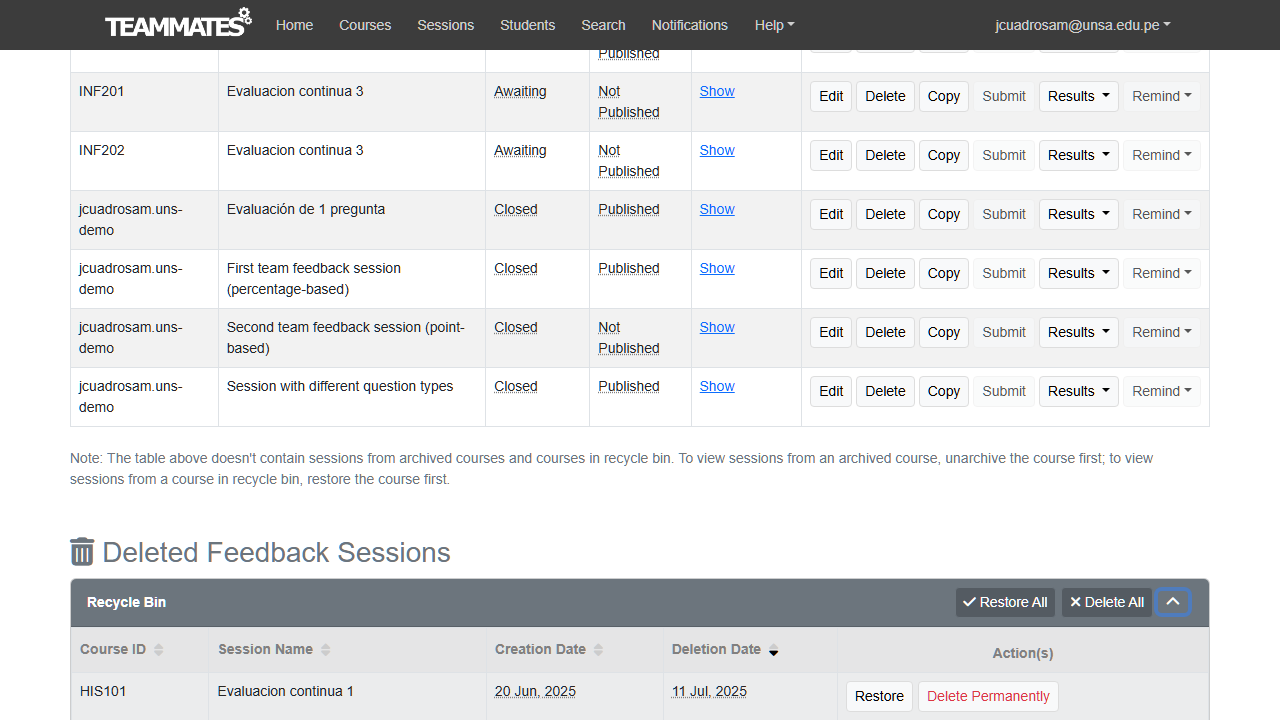 TEAMMATES Home Courses Sessions Students Search Notifications Help jcuadrosam@unsa.edu.pe
Published
INF201 Evaluacion continua 3 Awaiting Not Published Show Edit Delete Copy Submit Results Remind
INF202 Evaluacion continua 3 Awaiting Not Published Show Edit Delete Copy Submit Results Remind
jcuadrosam.uns-demo Evaluación de 1 pregunta Closed Published Show Edit Delete Copy Submit Results Remind
jcuadrosam.uns-demo First team feedback session (percentage-based) Closed Published Show Edit Delete Copy Submit Results Remind
jcuadrosam.uns-demo Second team feedback session (point-based) Closed Not Published Show Edit Delete Copy Submit Results Remind
jcuadrosam.uns-demo Session with different question types Closed Published Show Edit Delete Copy Submit Results Remind
Note: The table above doesn't contain sessions from archived courses and courses in recycle bin. To view sessions from an archived course, unarchive the course first; to view
sessions from a course in recycle bin, restore the course first.
Deleted Feedback Sessions
Recycle Bin Restore All Delete All
Course ID Session Name Creation Date Deletion Date Action(s)
HIS101 Evaluacion continua 1 20 Jun, 2025 11 Jul, 2025 Restore Delete Permanently